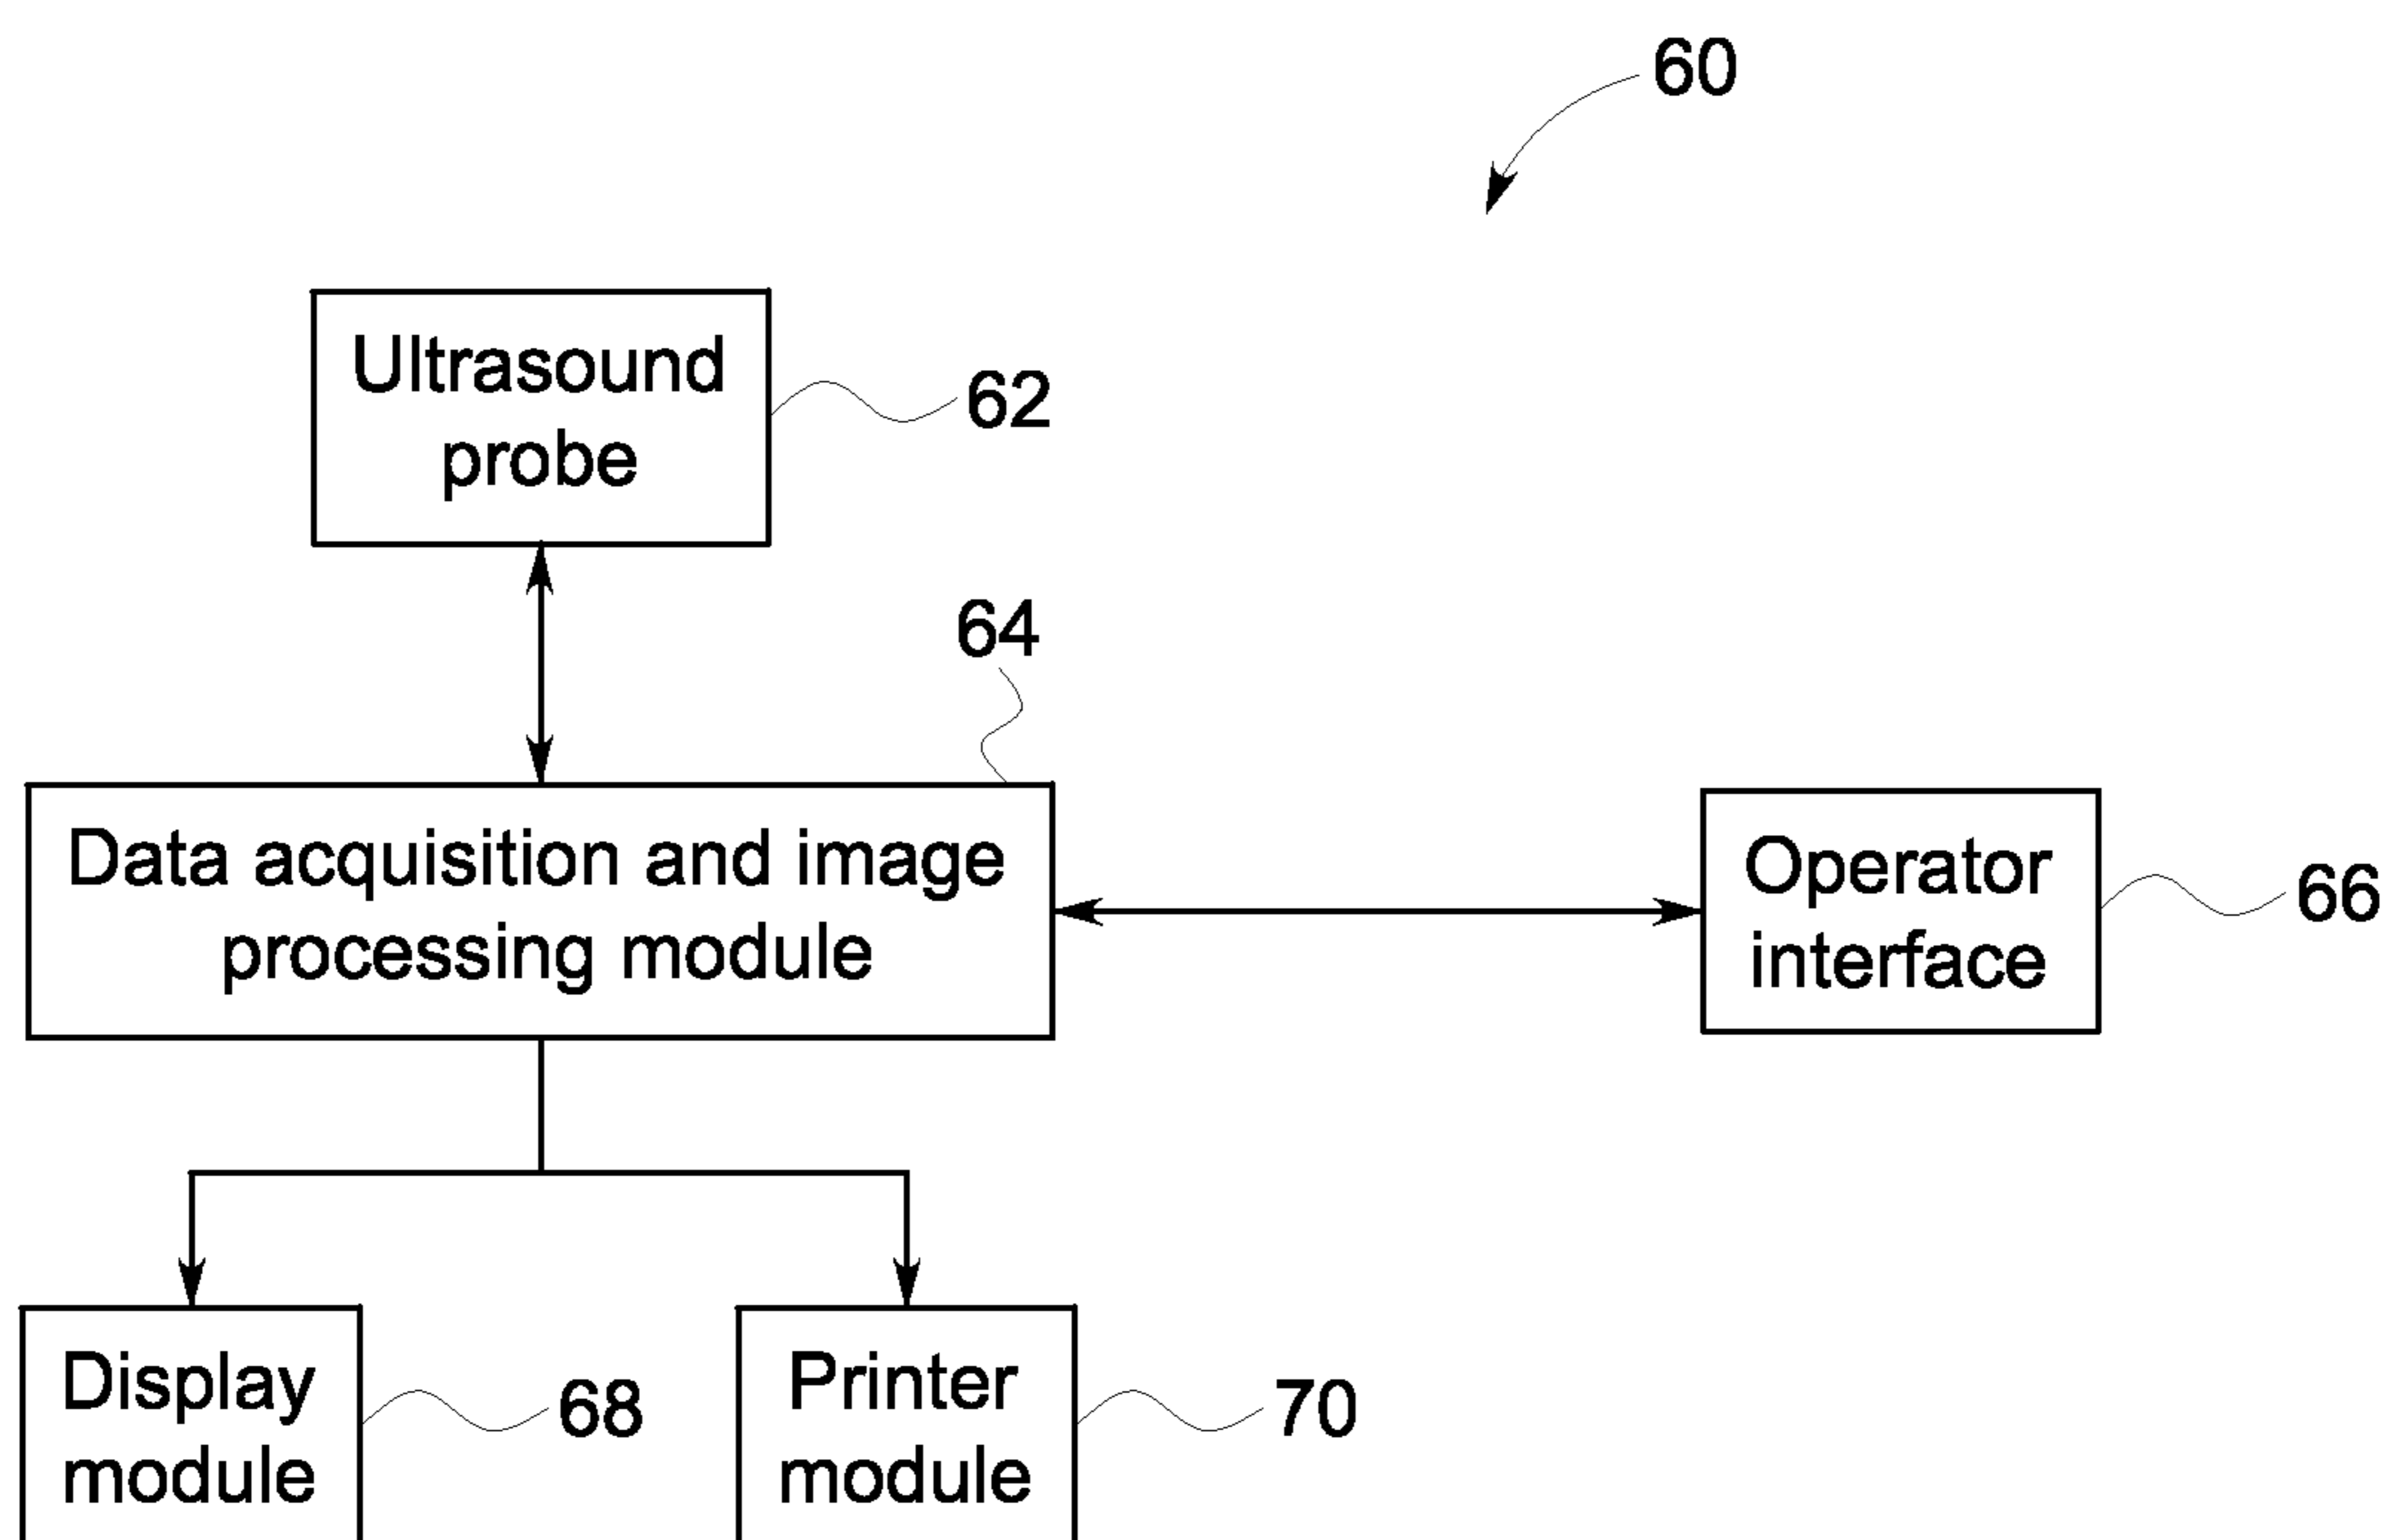 60
Ultrasound
probe
62
64
Data acquisition and image
processing module
Operator
interface
66
Display
module
68
Printer
module
70